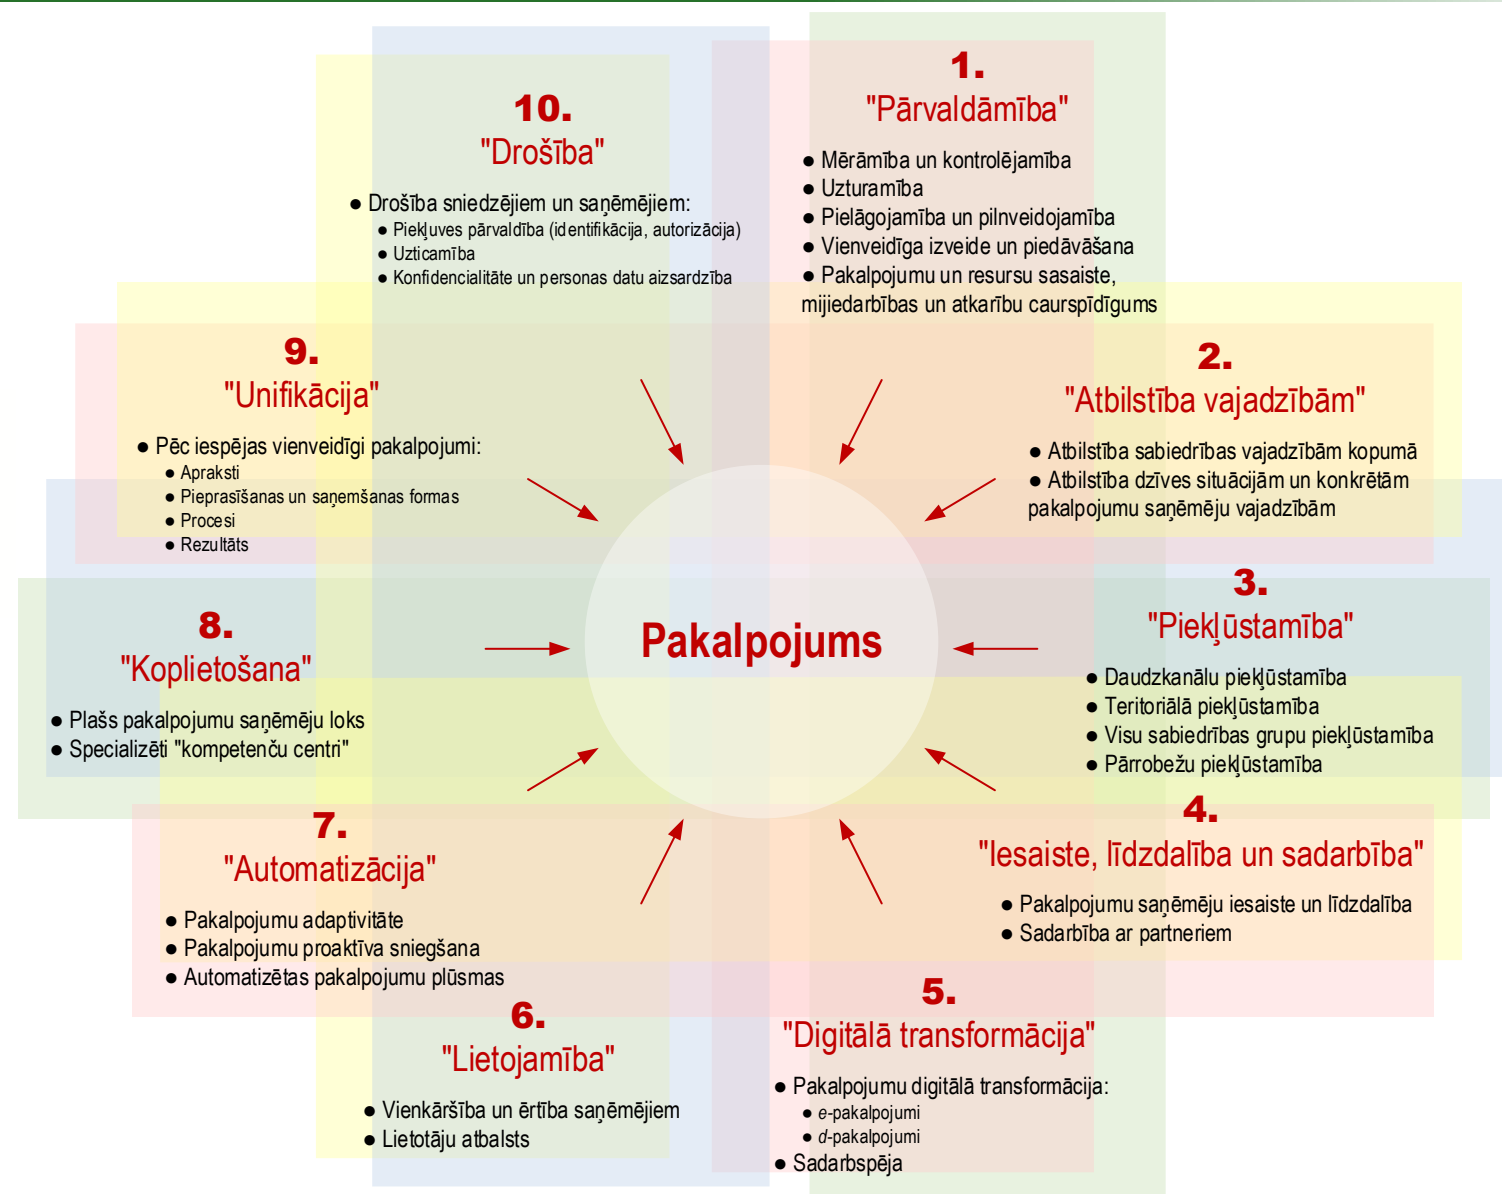 1.
"Pārvaldāmība"
● Mērāmība un kontrolējamība
● Uzturamība
● Pielāgojamība un pilnveidojamība
● Vienveidīga izveide un piedāvāšana
● Pakalpojumu un resursu sasaiste,
mijiedarbības un atkarību caurspīdīgums
2.
"Atbilstība vajadzībām"
● Atbilstība sabiedrības vajadzībām kopumā
● Atbilstība dzīves situācijām un konkrētām
pakalpojumu saņēmēju vajadzībām
3.
"Piekļūstamība"
● Daudzkanālu piekļūstamība
● Teritoriālā piekļūstamība
● Visu sabiedrības grupu piekļūstamība
● Pārrobežu piekļūstamība
4.
"Iesaiste, līdzdalība un sadarbība"
● Pakalpojumu saņēmēju iesaiste un līdzdalība
● Sadarbība ar partneriem
5.
"Digitālā transformācija"
● Pakalpojumu digitālā transformācija:
● e-pakalpojumi
● d-pakalpojumi
● Sadarbspēja
6.
"Lietojamība"
● Vienkāršība un ērtība saņēmējiem
● Lietotāju atbalsts
7.
"Automatizācija"
● Pakalpojumu adaptivitāte
● Pakalpojumu proaktīva sniegšana
● Automatizētas pakalpojumu plūsmas
8.
"Koplietošana"
● Plašs pakalpojumu saņēmēju loks
● Specializēti "kompetenču centri"
9.
"Unifikācija"
● Pēc iespējas vienveidīgi pakalpojumi:
● Apraksti
● Pieprasīšanas un saņemšanas formas
● Procesi
● Rezultāts
10.
"Drošība"
● Drošība sniedzējiem un saņēmējiem:
● Piekļuves pārvaldība (identifikācija, autorizācija)
● Uzticamība
● Konfidencialitāte un personas datu aizsardzība
Pakalpojums